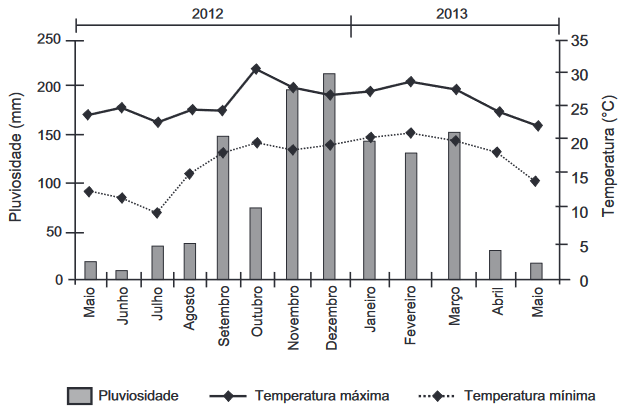 2012 2013
Pluviosidade (mm)
250
200
150
100
50
0
Temperatura (°C)
35
30
25
20
15
10
5
0
Maio
Junho
Julho
Agosto
Setembro
Outubro
Novembro
Dezembro
Janeiro
Fevereiro
Março
Abril
Maio
Pluviosidade Temperatura máxima Temperatura mínima